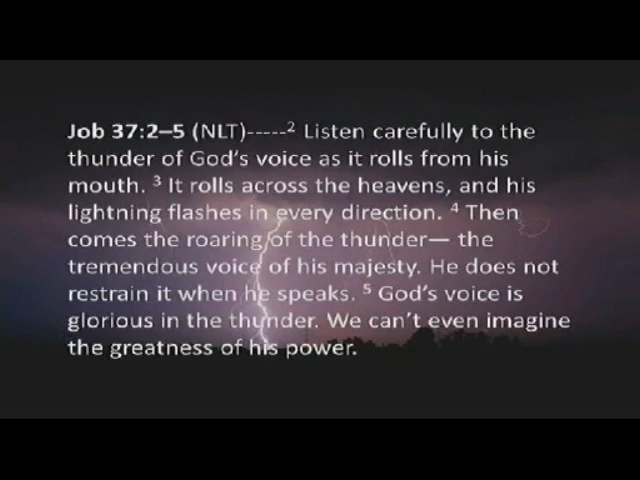 Job 37:2–5 (NLT)-----² Listen carefully to the
thunder of God's voice as it rolls from his
mouth. ³ It rolls across the heavens, and his
lightning flashes in every direction. ⁴ Then
comes the roaring of the thunder— the
tremendous voice of his majesty. He does not
restrain it when he speaks. ⁵ God's voice is
glorious in the thunder. We can't even imagine
the greatness of his power.